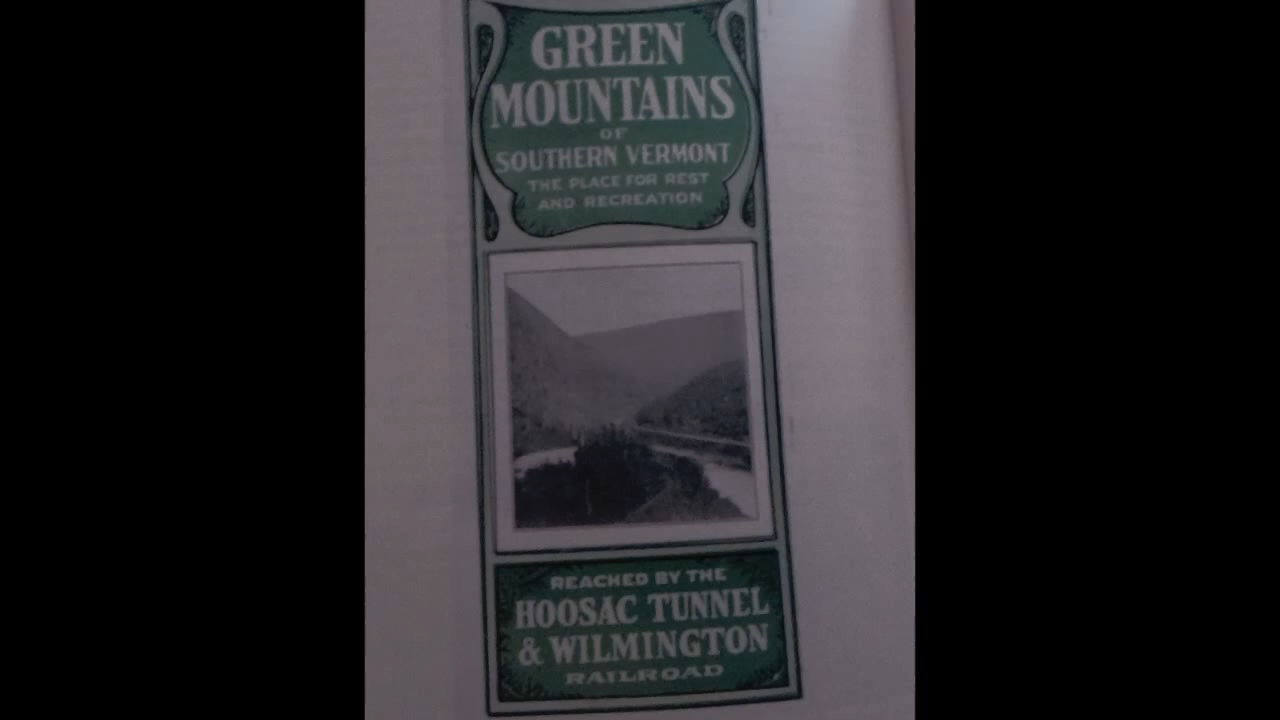 GREEN
MOUNTAINS
OF
SOUTHERN VERMONT
THE PLACE FOR REST
AND RECREATION
REACHED BY THE
HOOSAC TUNNEL
& WILMINGTON
RAILROAD